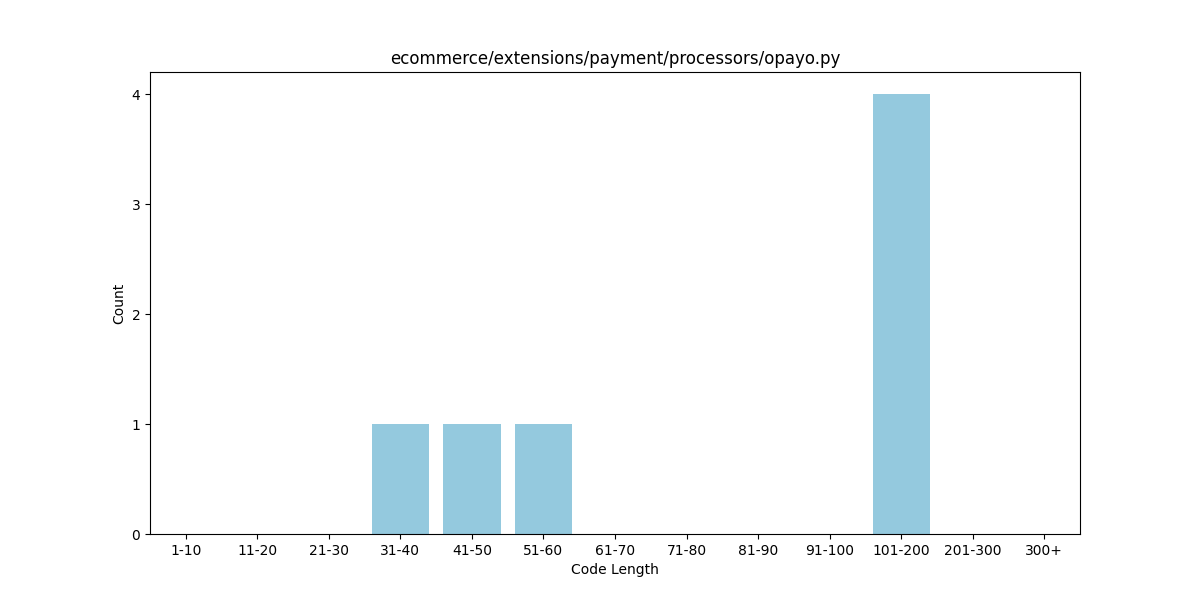 ecommerce/extensions/payment/processors/opayo.py
4
3
2
1
0
Count
1-10 11-20 21-30 31-40 41-50 51-60 61-70 71-80 81-90 91-100 101-200 201-300 300+
Code Length